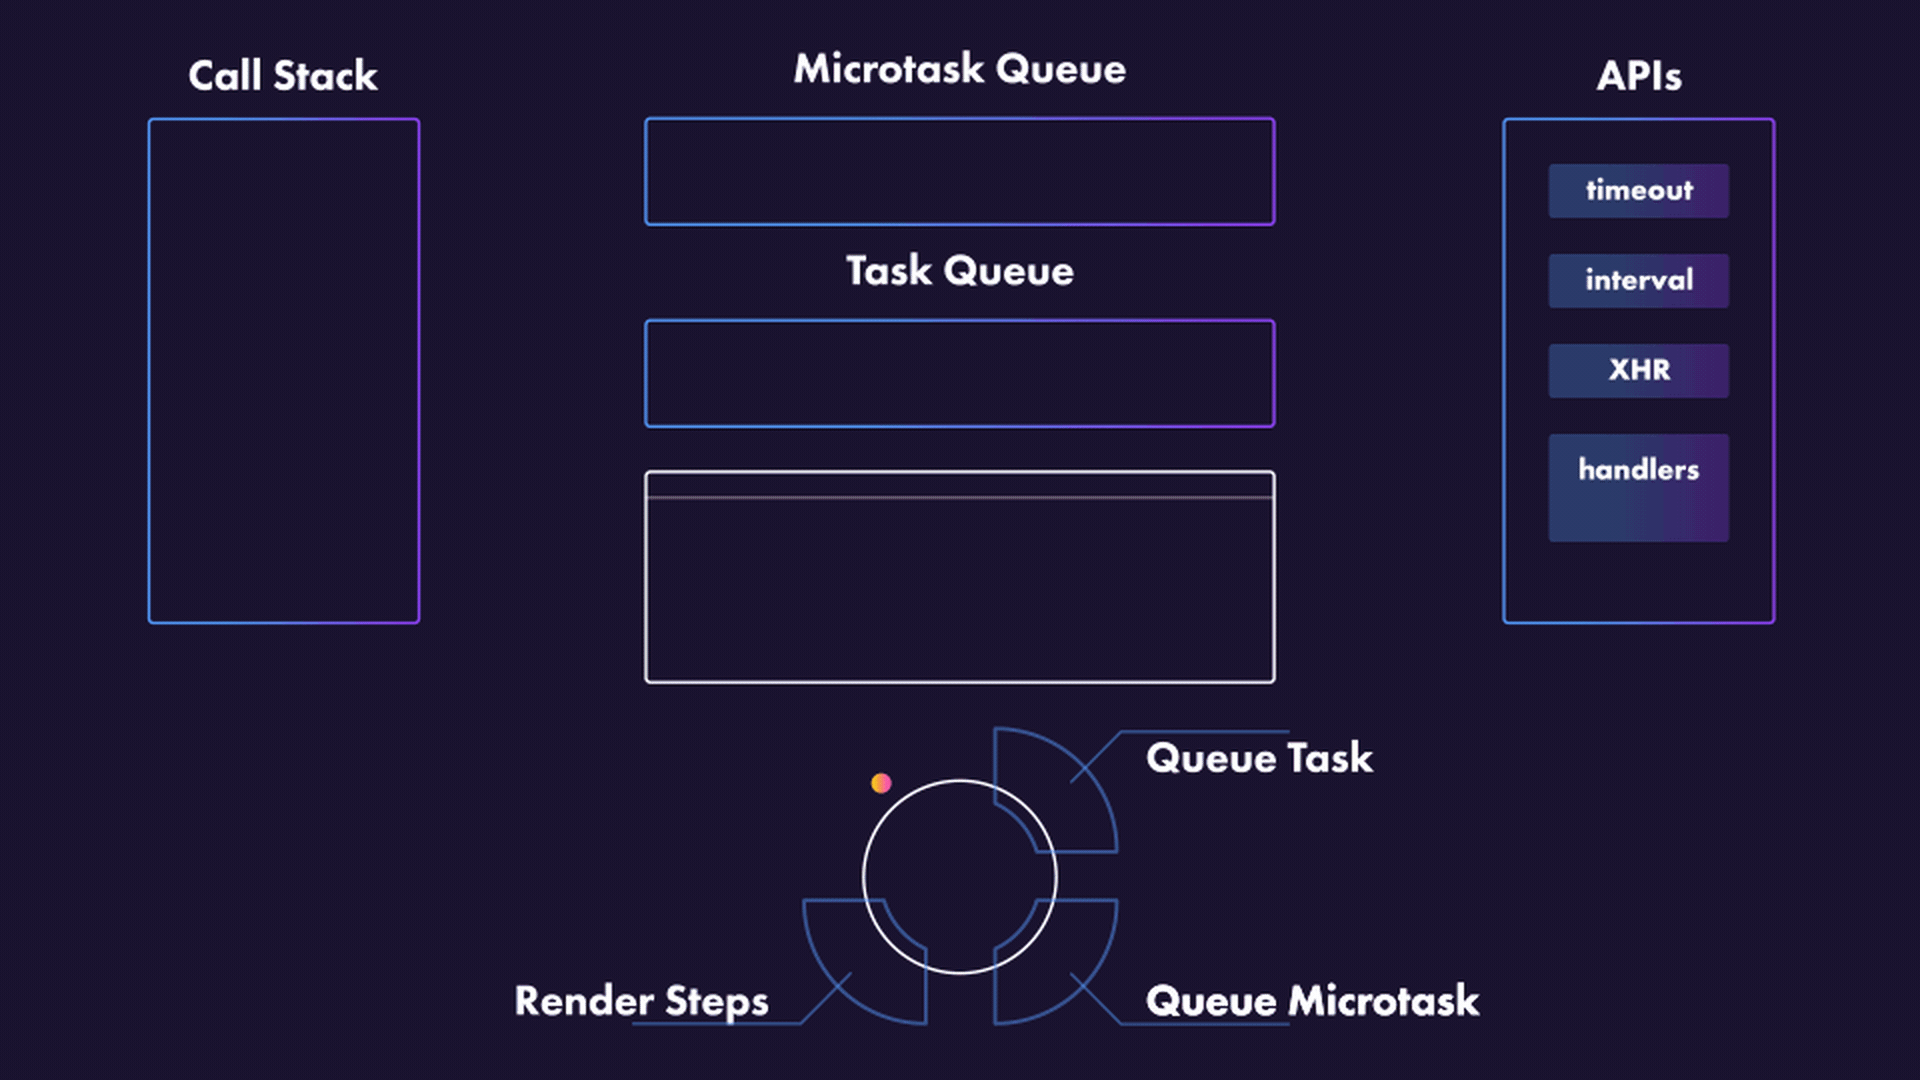 Call Stack
Microtask Queue
APIs
timeout
Task Queue
interval
XHR
handlers
Queue Task
Render Steps
Queue Microtask